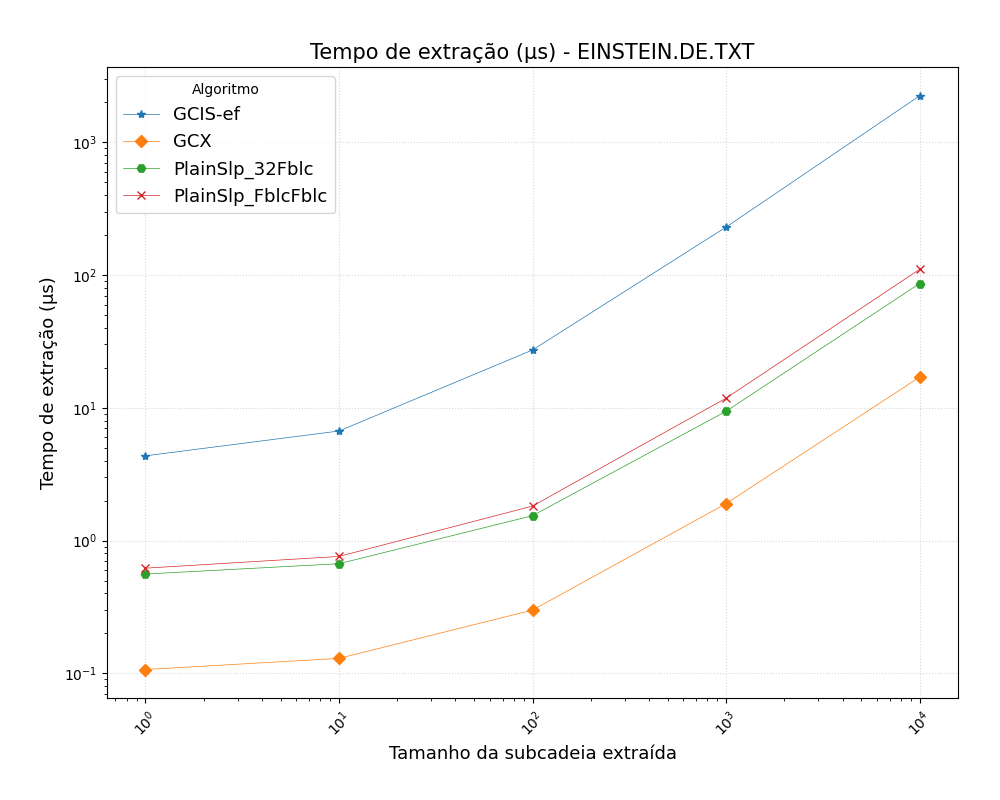 Tempo de extração (μs) - EINSTEIN.DE.TXT
Algoritmo
GCIS-ef
GCX
PlainSlp_32Fblc
PlainSlp_FblcFblc
Tempo de extração (μs)
10³
10²
10¹
10⁰
10⁻¹
10⁰
10¹
10²
10³
10⁴
Tamanho da subcadeia extraída